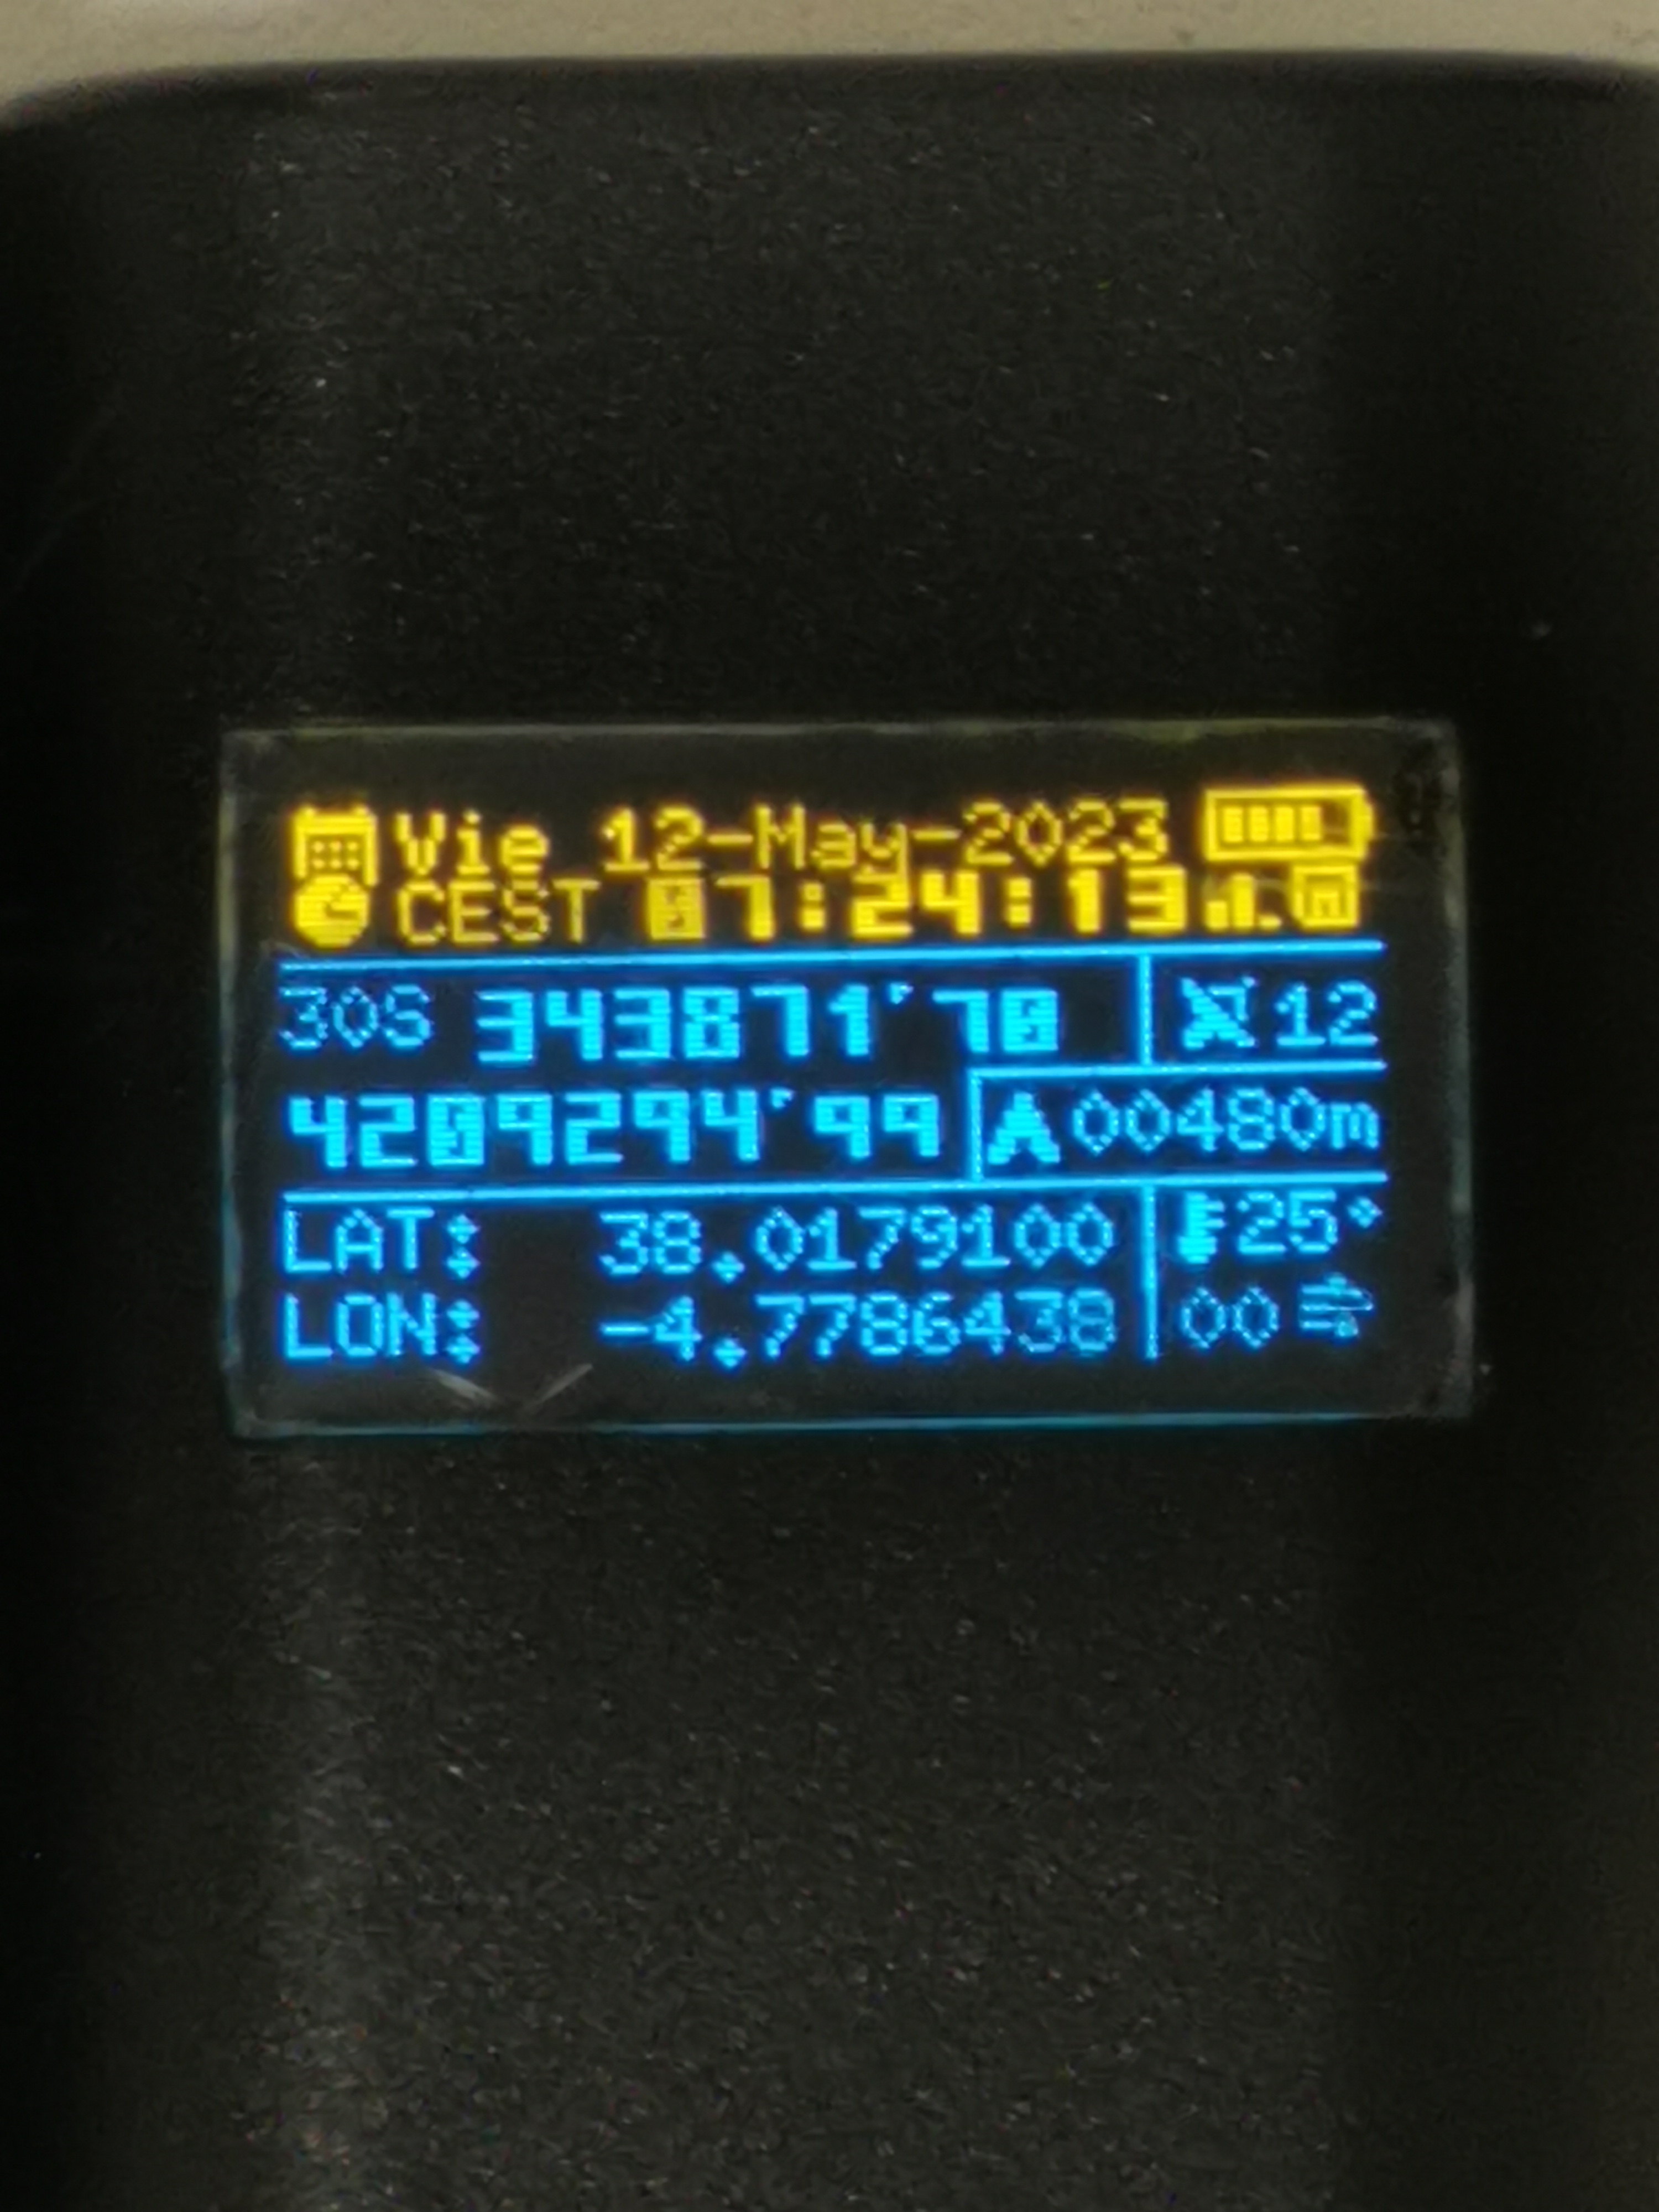 Vie 12-May-2023
CEST 07:24:13
30S 343871'70 12
4209294'99 A 00480m
LAT: 38.0179100 25°
LON: -4.7786438 00